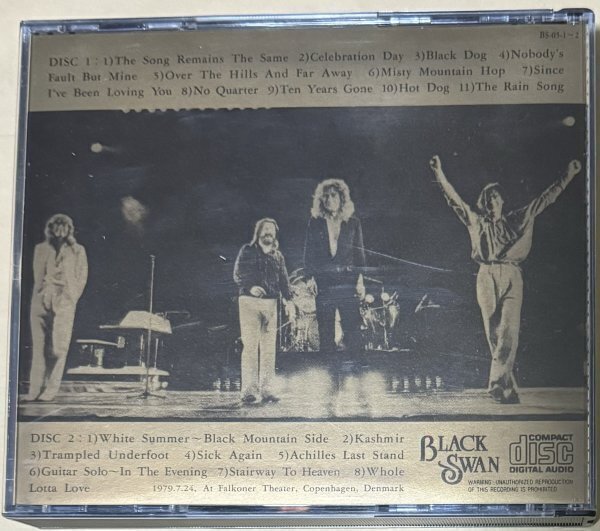 BS-05-1~2
DISC 1 : 1)The Song Remains The Same 2)Celebration Day 3)Black Dog 4)Nobody's
Fault But Mine 5)Over The Hills And Far Away 6)Misty Mountain Hop 7)Since
I've Been Loving You 8)No Quarter 9)Ten Years Gone 10)Hot Dog 11)The Rain Song
DISC 2 : 1)White Summer~Black Mountain Side 2)Kashmir
3)Trampled Underfoot 4)Sick Again 5)Achilles Last Stand
6)Guitar Solo~In The Evening 7)Stairway To Heaven 8)Whole
Lotta Love 1979.7.24. At Falkoner Theater, Copenhagen, Denmark
BLACK
SWAN
COMPACT
disc
DIGITAL AUDIO
WARNING: UNAUTHORIZED REPRODUCTION
OF THIS RECORDING IS PROHIBITED